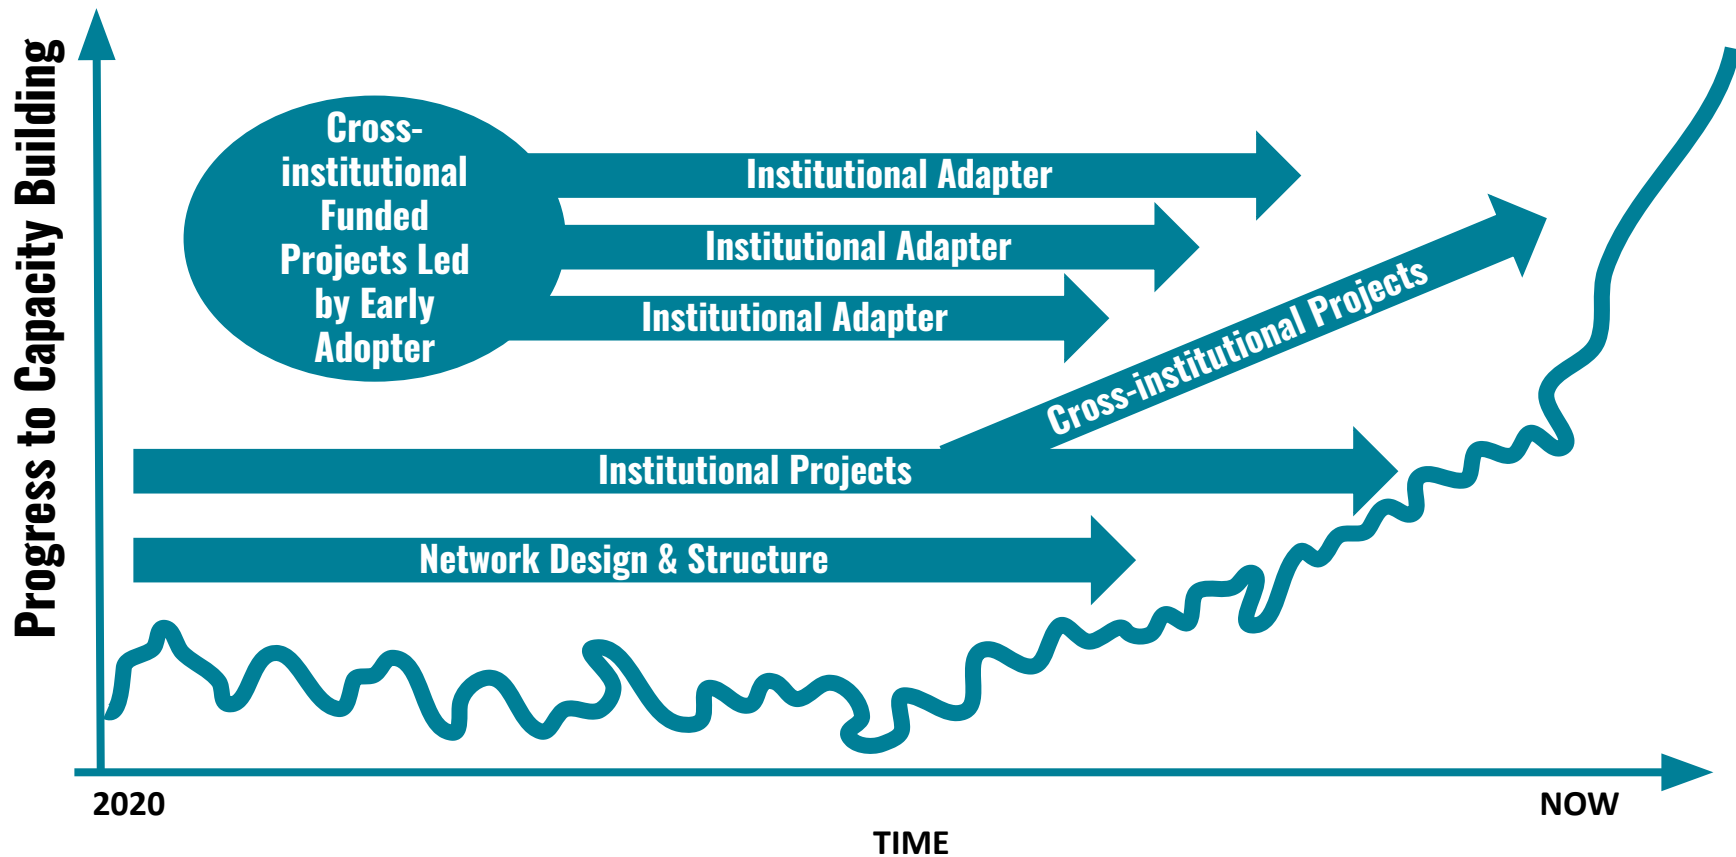 Progress to Capacity Building
Cross-
institutional
Funded
Projects Led
by Early
Adopter
Institutional Adapter
Institutional Adapter
Institutional Adapter
Cross-institutional Projects
Institutional Projects
Network Design & Structure
2020
NOW
TIME